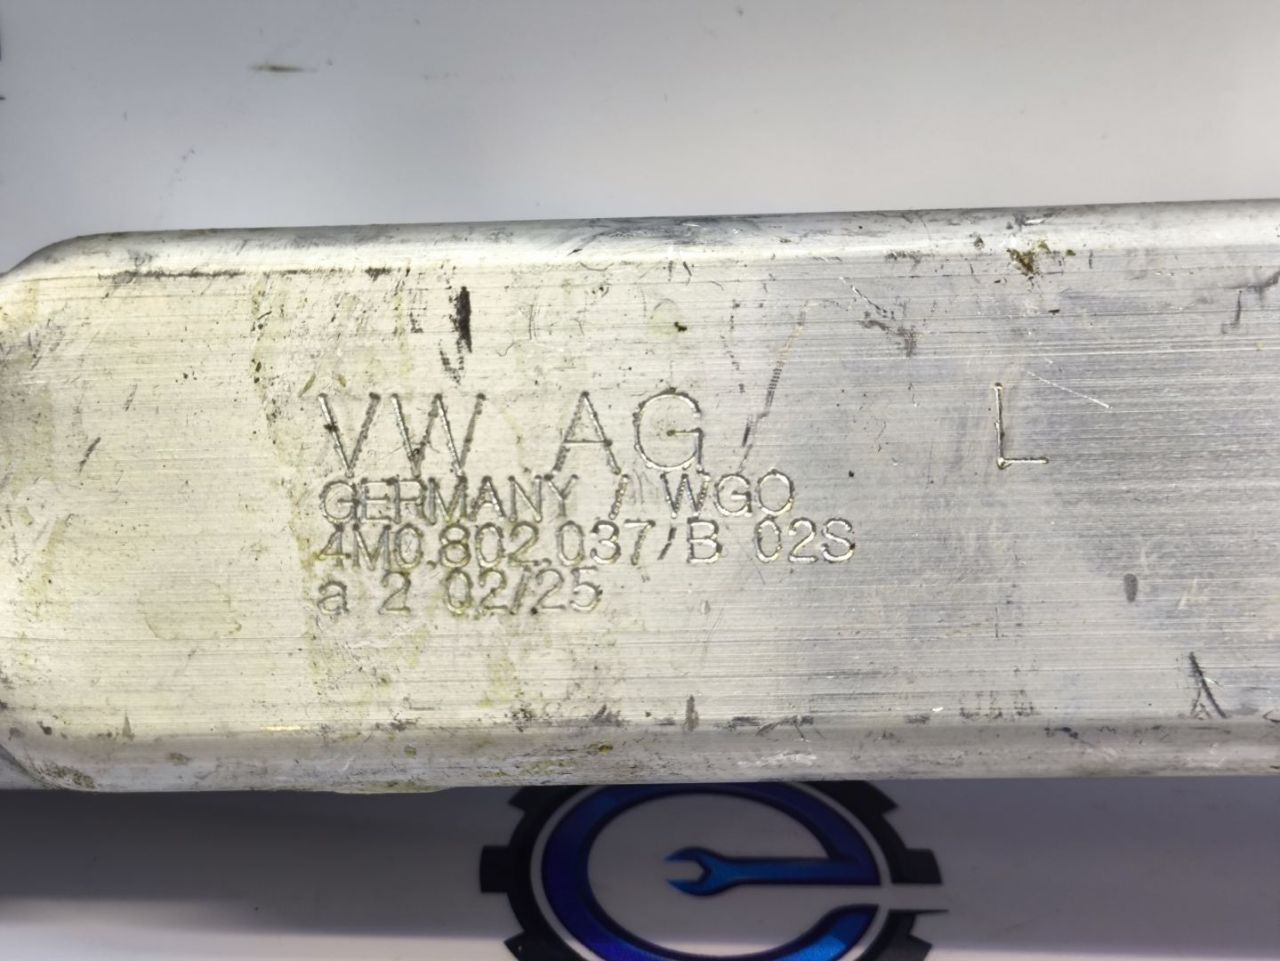 VW AG L
GERMANY / WGO
4M0.802.037/B 02S
a 2 02/25